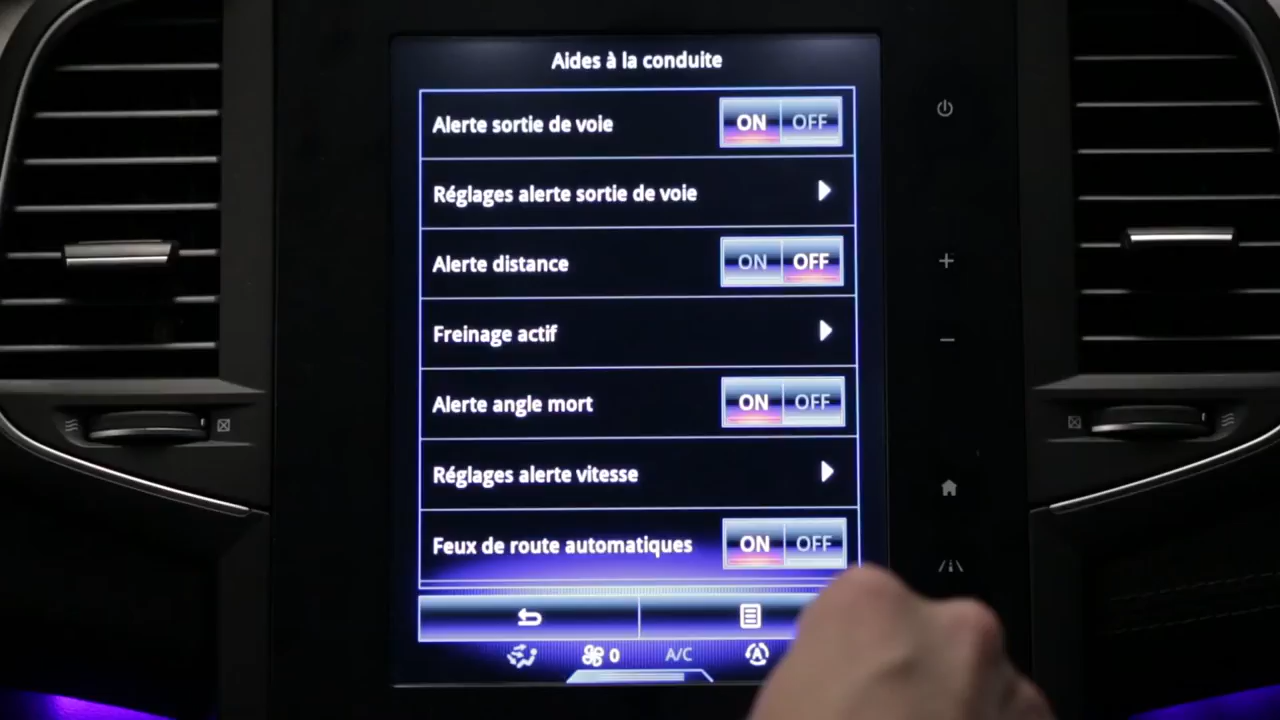 Aides à la conduite
Alerte sortie de voie ON OFF
Réglages alerte sortie de voie
Alerte distance ON OFF
Freinage actif
Alerte angle mort ON OFF
Réglages alerte vitesse
Feux de route automatiques ON OFF
0 A/C